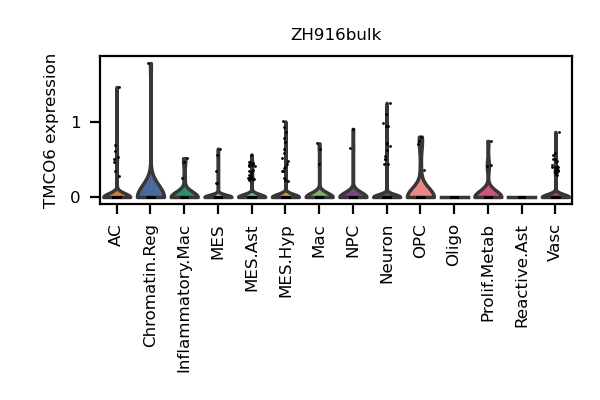 ZH916bulk
TMCO6 expression
1
0
AC
Chromatin.Reg
Inflammatory.Mac
MES
MES.Ast
MES.Hyp
Mac
NPC
Neuron
OPC
Oligo
Prolif.Metab
Reactive.Ast
Vasc